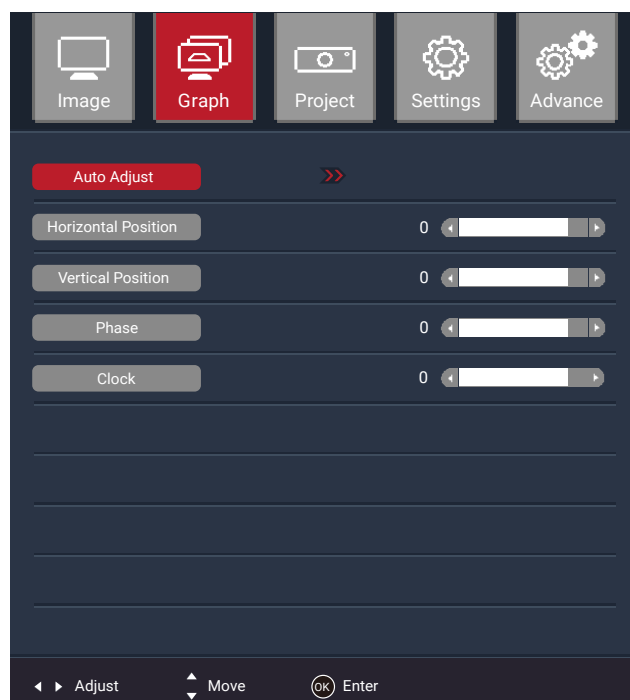 Image Graph Project Settings Advance
Auto Adjust
Horizontal Position 0
Vertical Position 0
Phase 0
Clock 0
Adjust Move OK Enter